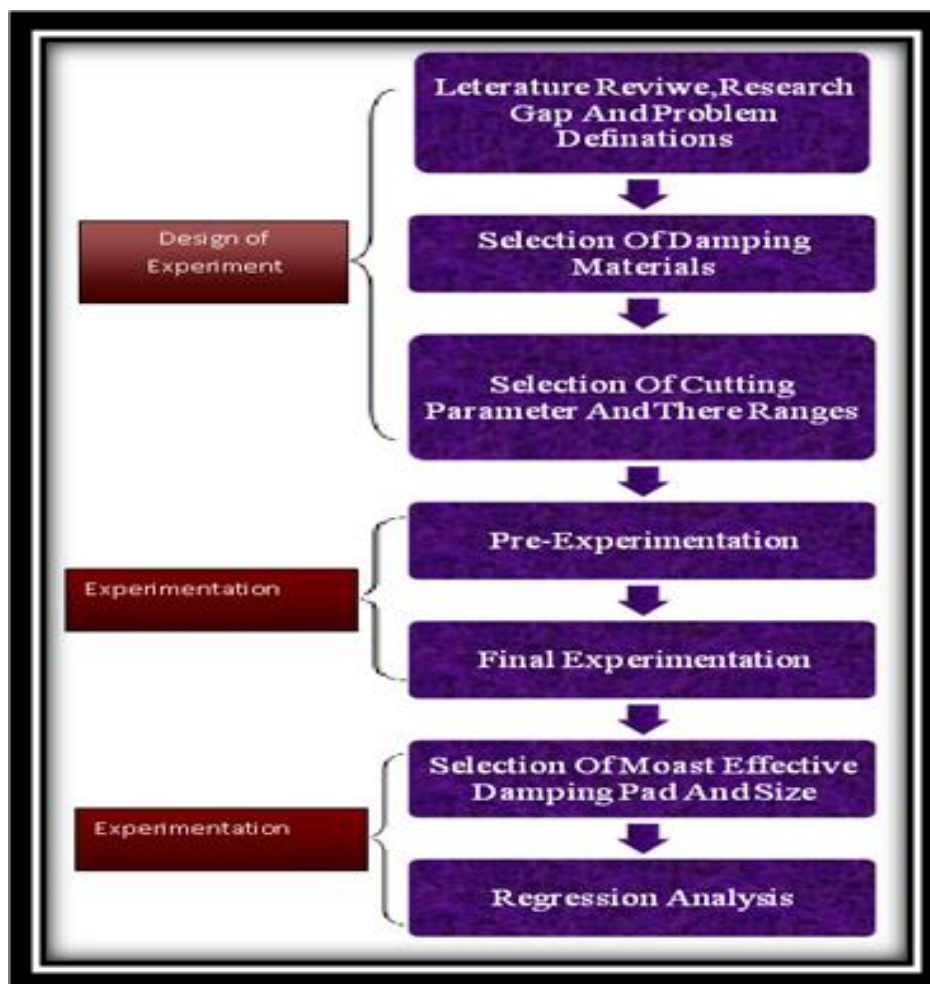 Leterature Reviwe,Research
Gap And Problem
Definations
Design of
Experiment
Selection Of Damping
Materials
Selection Of Cutting
Parameter And There Ranges
Pre-Experimentation
Experimentation
Final Experimentation
Selection Of Moast Effective
Damping Pad And Size
Experimentation
Regression Analysis